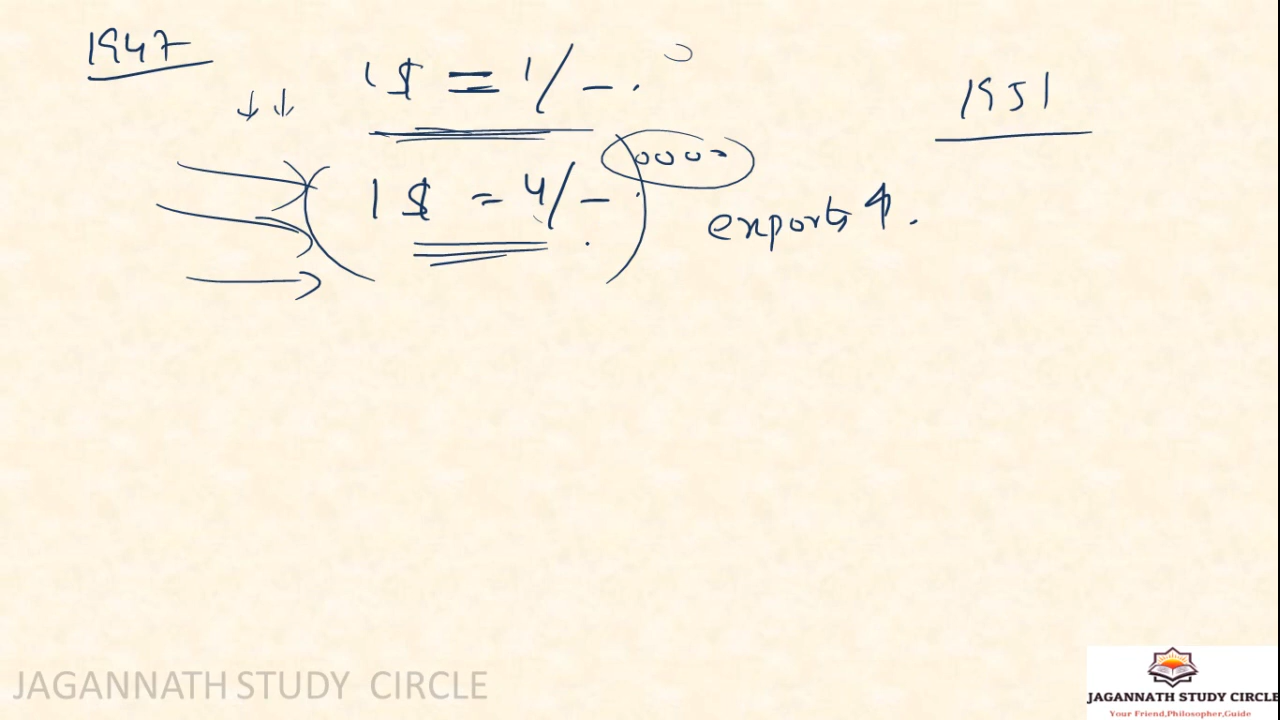 1947
1$ = 1/-.
1951
1$ = 4/-.
exports ↑.
JAGANNATH STUDY CIRCLE
JAGANNATH STUDY CIRCLE
Your Friend,Philosopher,Guide